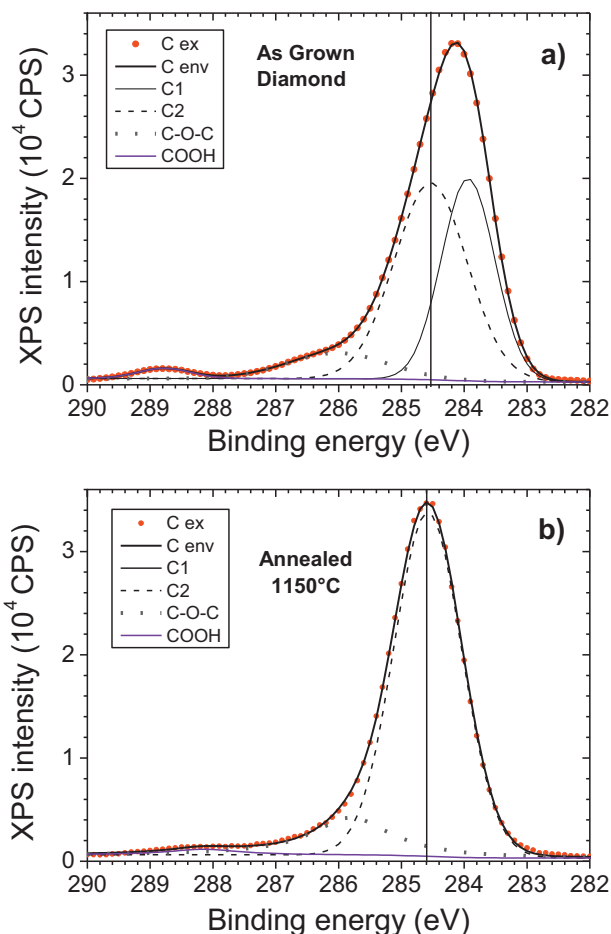 a)
As Grown
Diamond
C ex
C env
C1
C2
C-O-C
COOH
XPS intensity (10⁴ CPS)
3
2
1
0
290 289 288 287 286 285 284 283 282
Binding energy (eV)
b)
Annealed
1150°C
C ex
C env
C1
C2
C-O-C
COOH
XPS intensity (10⁴ CPS)
3
2
1
0
290 289 288 287 286 285 284 283 282
Binding energy (eV)